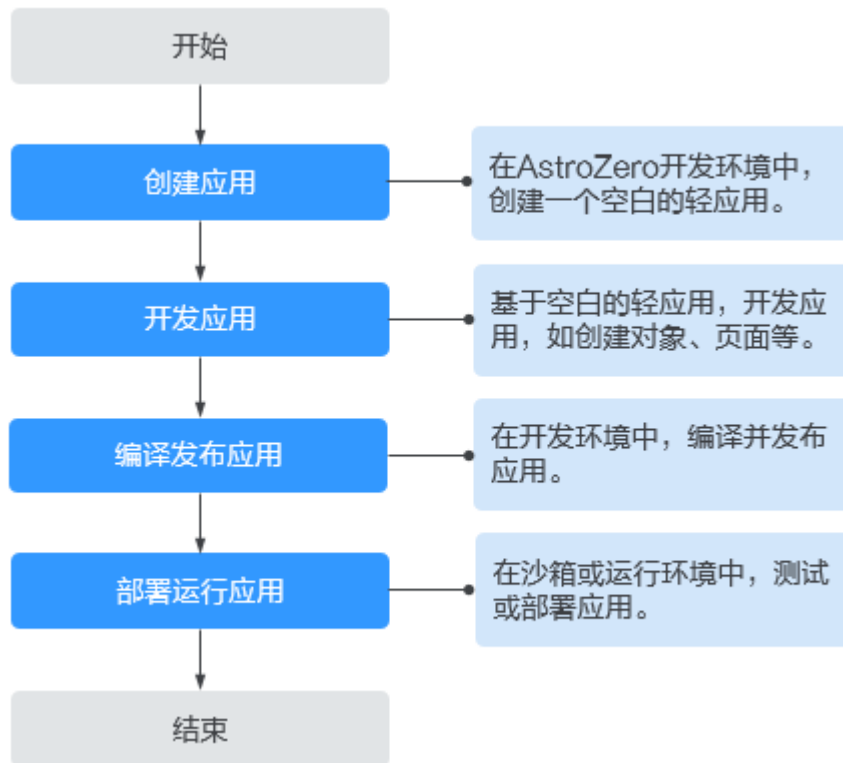 开始
创建应用
在AstroZero开发环境中，
创建一个空白的轻应用。
开发应用
基于空白的轻应用，开发应
用，如创建对象、页面等。
编译发布应用
在开发环境中，编译并发布
应用。
部署运行应用
在沙箱或运行环境中，测试
或部署应用。
结束